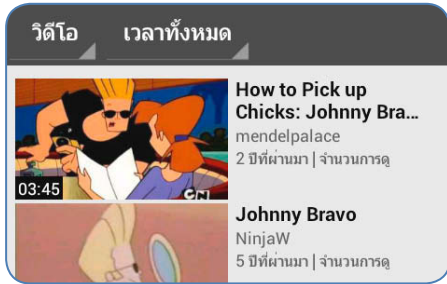 วิดีโอ เวลาทั้งหมด
How to Pick up
Chicks: Johnny Bra...
mendelpalace
2 ปีที่ผ่านมา | จำนวนการดู
03:45
CN
Johnny Bravo
NinjaW
5 ปีที่ผ่านมา | จำนวนการดู